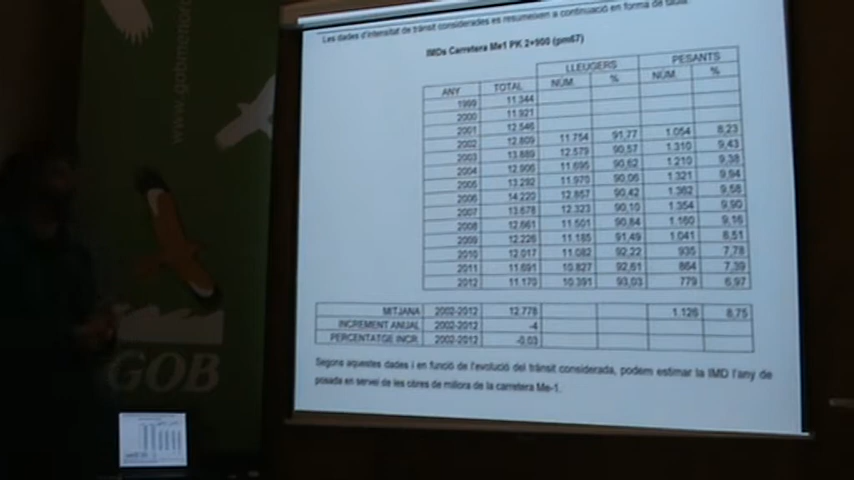 Les dades d'intensitat de trànsit considerades es resumeixen a continuació en forma de taula.
IMDs Carretera Me1 PK 2+900 (pm67)
LLEUGERS PESANTS
ANY TOTAL NÚM. % NÚM. %
1999 11.344
2000 11.921
2001 12.546
2002 12.809 11.754 91,77 1.054 8,23
2003 13.889 12.579 90,57 1.310 9,43
2004 12.906 11.695 90,62 1.210 9,38
2005 13.292 11.970 90,06 1.321 9,94
2006 14.220 12.857 90,42 1.362 9,58
2007 13.678 12.323 90,10 1.354 9,90
2008 12.661 11.501 90,84 1.160 9,16
2009 12.226 11.185 91,49 1.041 8,51
2010 12.017 11.082 92,22 935 7,78
2011 11.691 10.827 92,61 864 7,39
2012 11.170 10.391 93,03 779 6,97
MITJANA 2002-2012 12.778 1.126 8,75
INCREMENT ANUAL 2002-2012 -4
PERCENTATGE INCR. 2002-2012 -0,03
Segons aquestes dades i en funció de l'evolució del trànsit considerada, podem estimar la IMD l'any de
posada en servei de les obres de millora de la carretera Me-1.
www.gobmenor
GOB